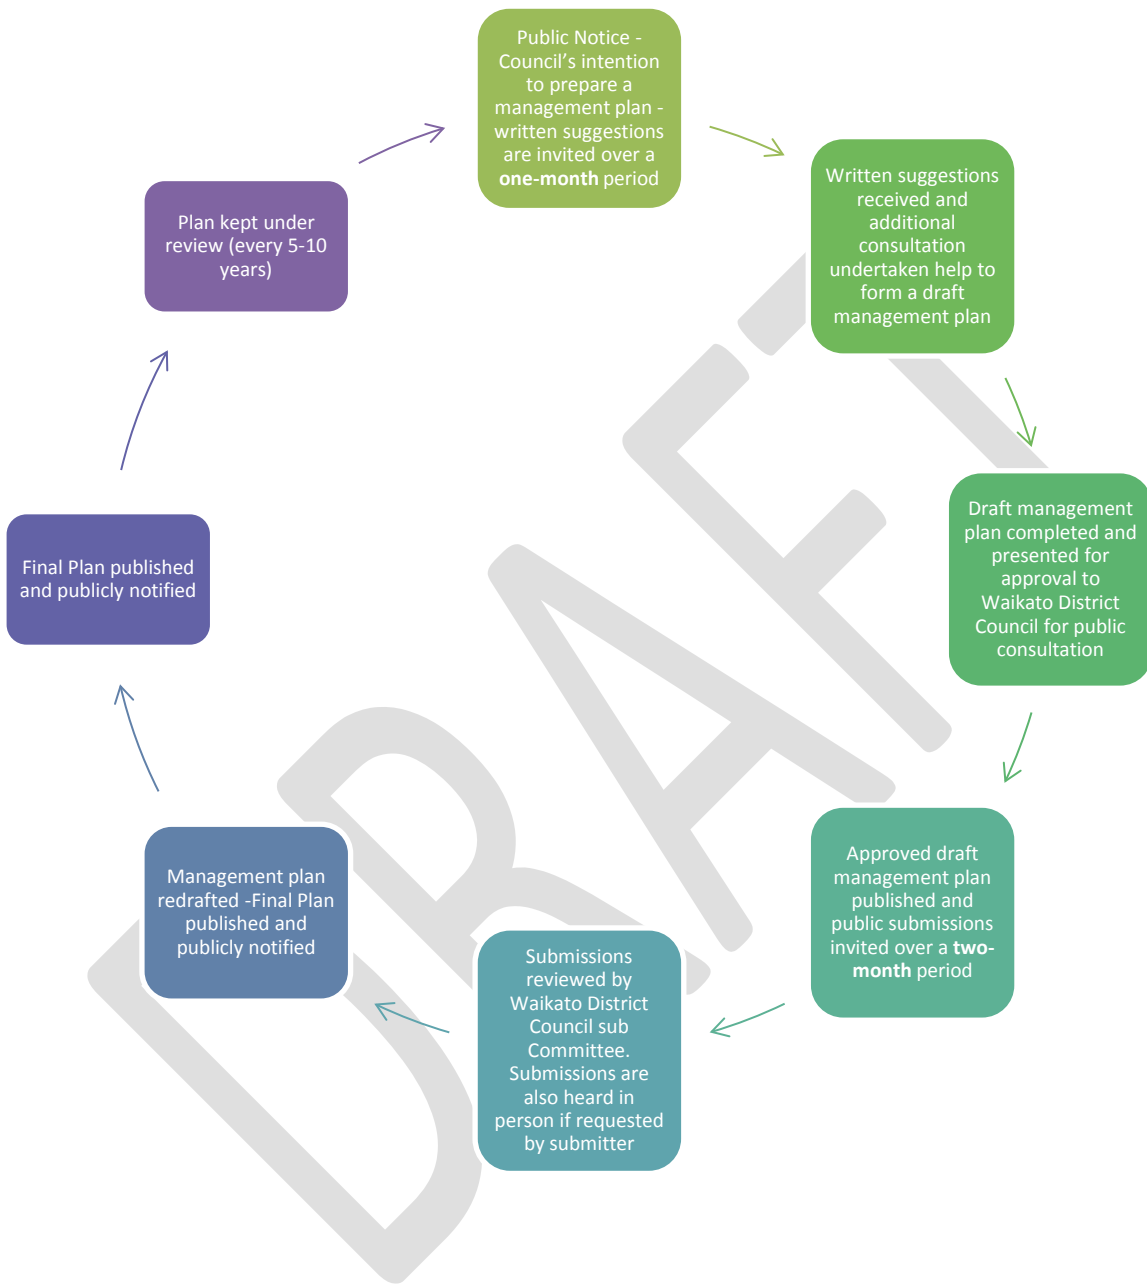 Public Notice -
Council’s intention
to prepare a
management plan -
written suggestions
are invited over a
one-month period
Written suggestions
received and
additional
consultation
undertaken help to
form a draft
management plan
Draft management
plan completed and
presented for
approval to
Waikato District
Council for public
consultation
Approved draft
management plan
published and
public submissions
invited over a two-
month period
Submissions
reviewed by
Waikato District
Council sub
Committee.
Submissions are
also heard in
person if requested
by submitter
Management plan
redrafted -Final Plan
published and
publicly notified
Final Plan published
and publicly notified
Plan kept under
review (every 5-10
years)
DRAFT